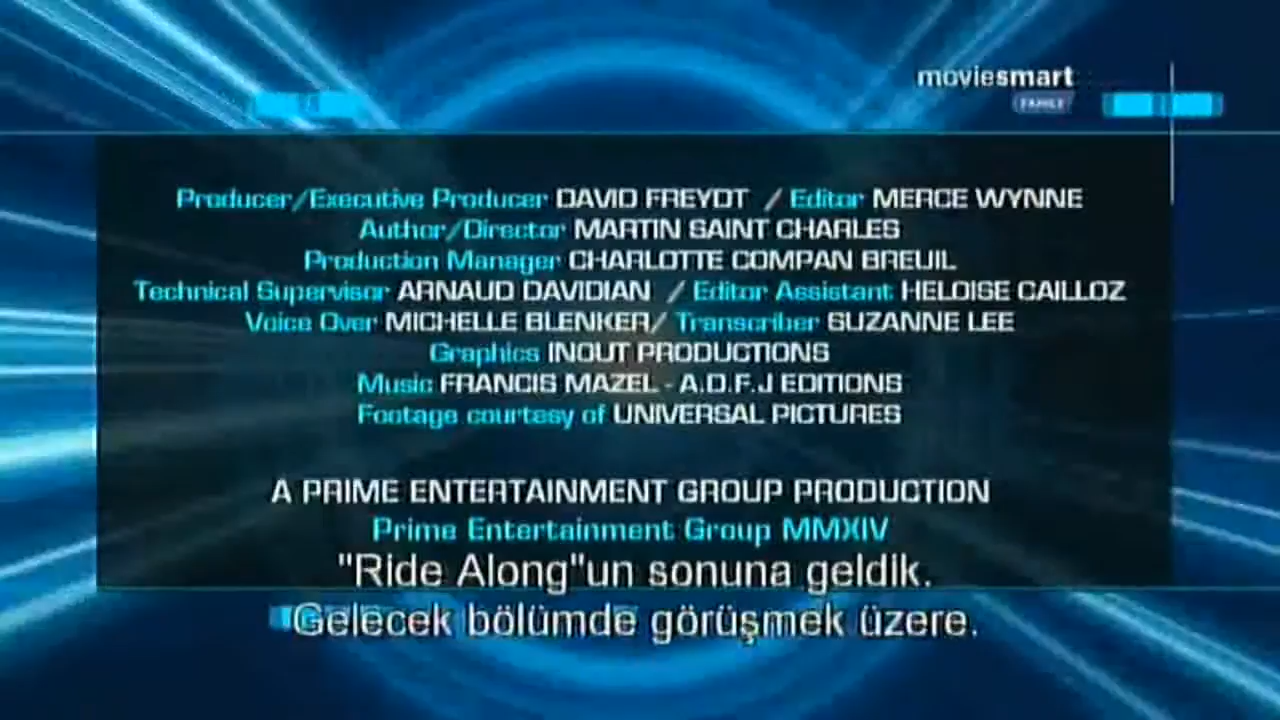 moviesmart
FAMILY
Producer/Executive Producer DAVID FREYDT / Editor MERCE WYNNE
Author/Director MARTIN SAINT CHARLES
Production Manager CHARLOTTE COMPAN BREUIL
Technical Supervisor ARNAUD DAVIDIAN / Editor Assistant HELOISE CAILLOZ
Voice Over MICHELLE BLENKER/ Transcriber SUZANNE LEE
Graphics INOUT PRODUCTIONS
Music FRANCIS MAZEL - A.D.F.J EDITIONS
Footage courtesy of UNIVERSAL PICTURES
A PRIME ENTERTAINMENT GROUP PRODUCTION
Prime Entertainment Group MMXIV
"Ride Along"un sonuna geldik.
Gelecek bölümde görüşmek üzere.